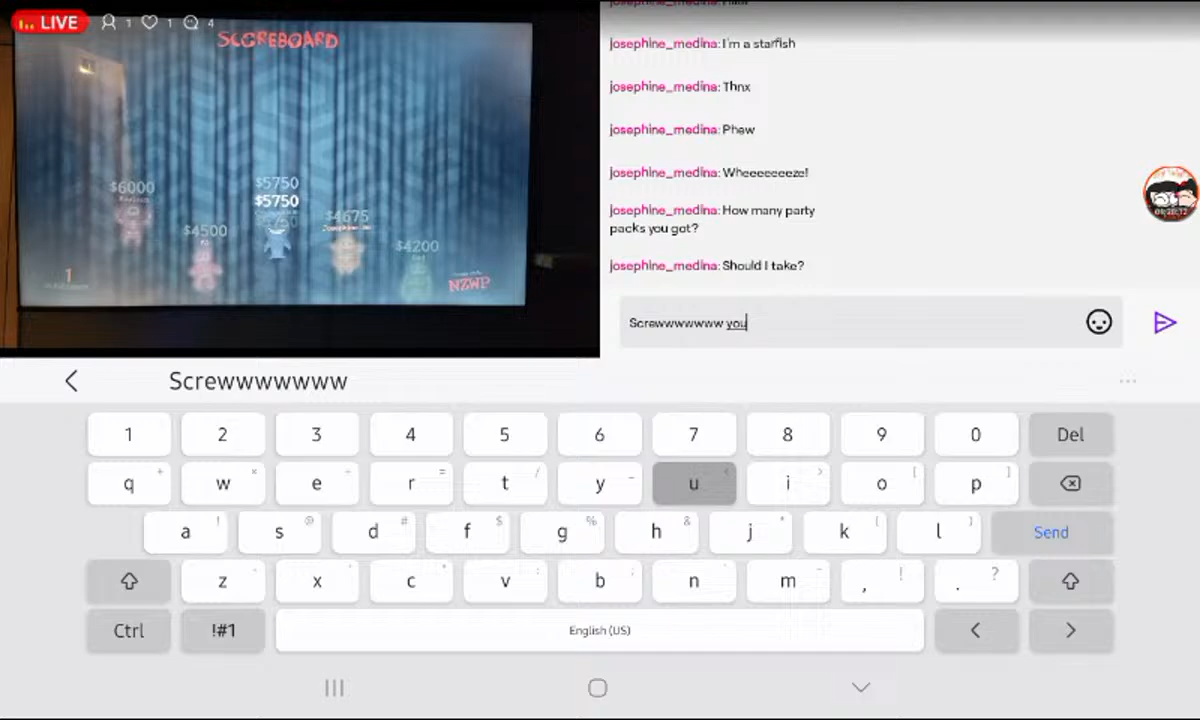 LIVE 1 1 4
SCOREBOARD
$6000
$5750
$5750
$4500
$4675
$4200
1
NZWP
josephine_medina: I'm a starfish
josephine_medina: Thnx
josephine_medina: Phew
josephine_medina: Wheeeeeeeze!
josephine_medina: How many party
packs you got?
josephine_medina: Should I take?
Screwwwwwww you
Screwwwwwww
1 2 3 4 5 6 7 8 9 0 Del
q w e r t y u i o p
a s d f g h j k l Send
z x c v b n m , ! . ?
Ctrl !#1 English (US)